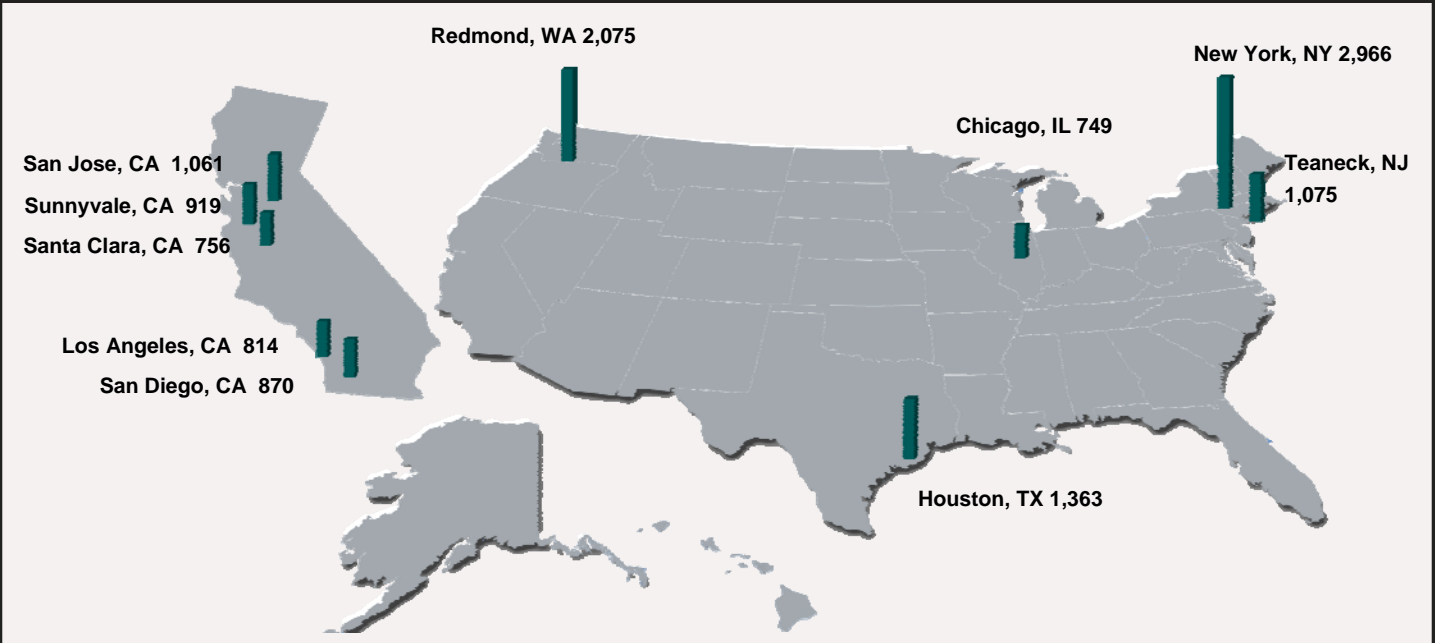 Redmond, WA 2,075
New York, NY 2,966
Chicago, IL 749
San Jose, CA 1,061
Teaneck, NJ
1,075
Sunnyvale, CA 919
Santa Clara, CA 756
Los Angeles, CA 814
San Diego, CA 870
Houston, TX 1,363